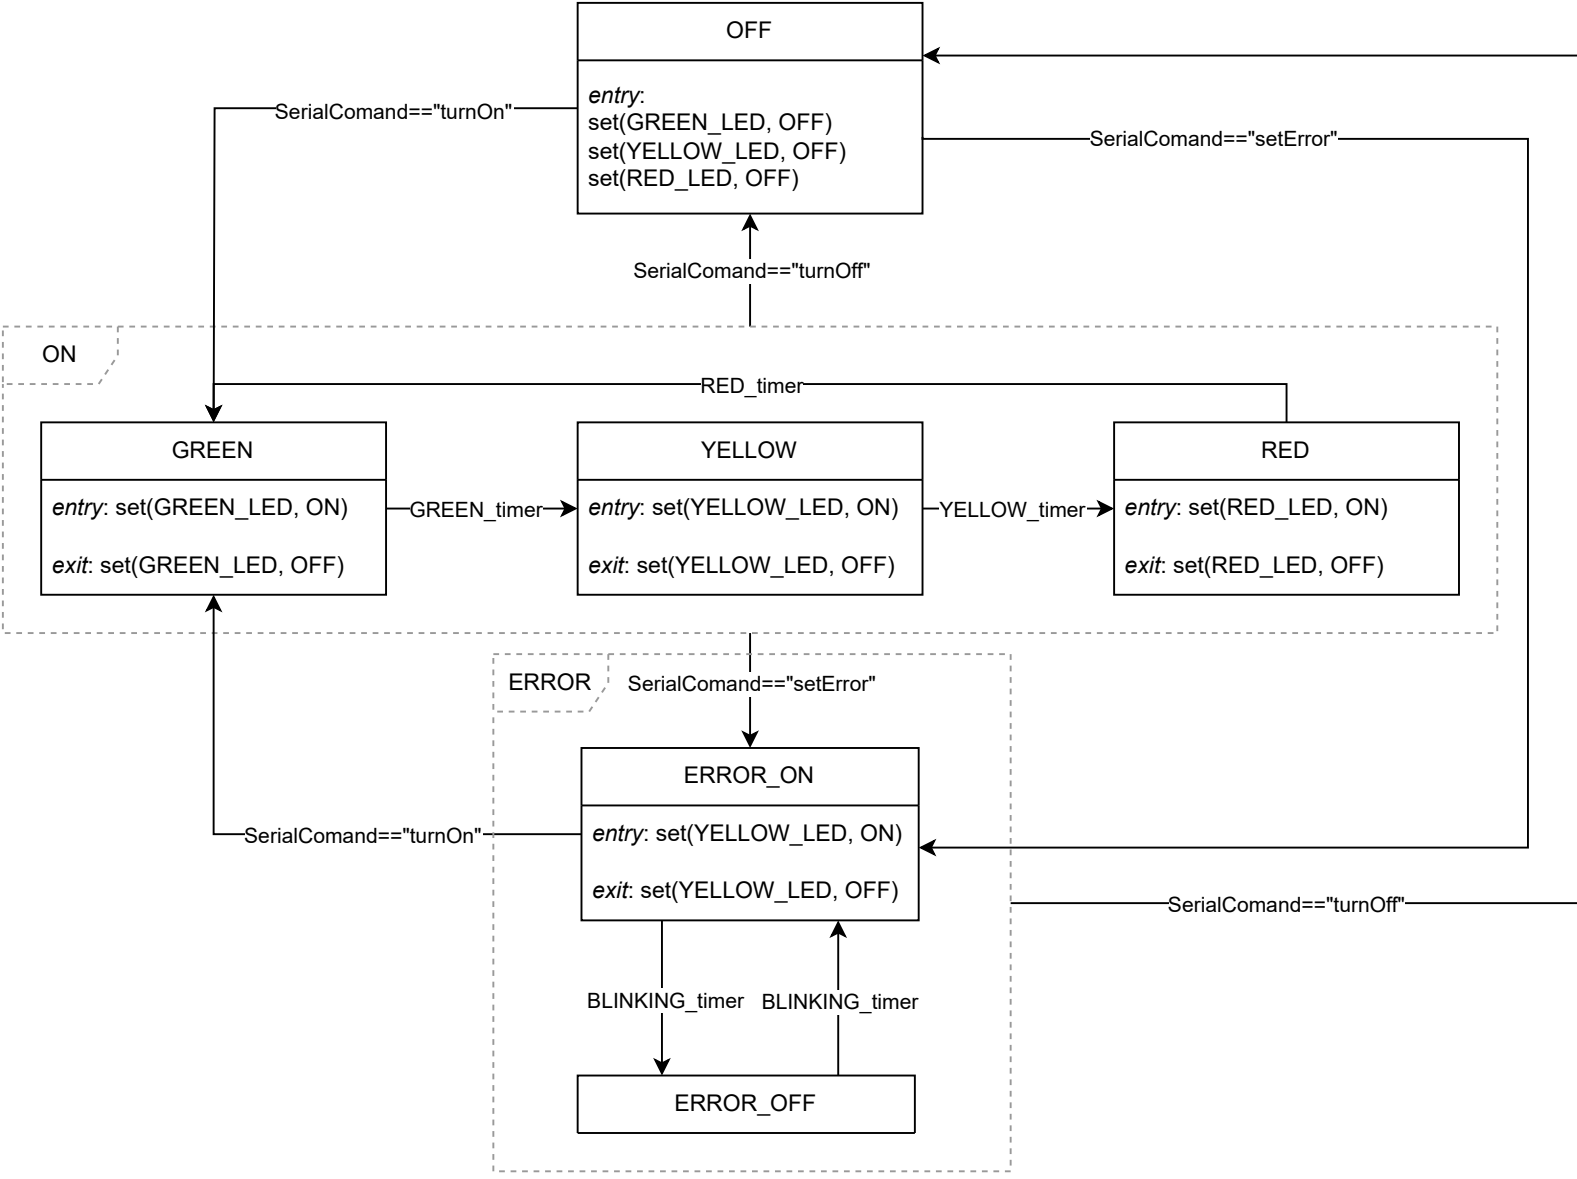 OFF
entry:
set(GREEN_LED, OFF)
set(YELLOW_LED, OFF)
set(RED_LED, OFF)
SerialComand=="turnOn"
SerialComand=="setError"
SerialComand=="turnOff"
ON
RED_timer
GREEN
entry: set(GREEN_LED, ON)
exit: set(GREEN_LED, OFF)
GREEN_timer
YELLOW
entry: set(YELLOW_LED, ON)
exit: set(YELLOW_LED, OFF)
YELLOW_timer
RED
entry: set(RED_LED, ON)
exit: set(RED_LED, OFF)
ERROR
SerialComand=="setError"
ERROR_ON
entry: set(YELLOW_LED, ON)
exit: set(YELLOW_LED, OFF)
SerialComand=="turnOn"
SerialComand=="turnOff"
BLINKING_timer
BLINKING_timer
ERROR_OFF